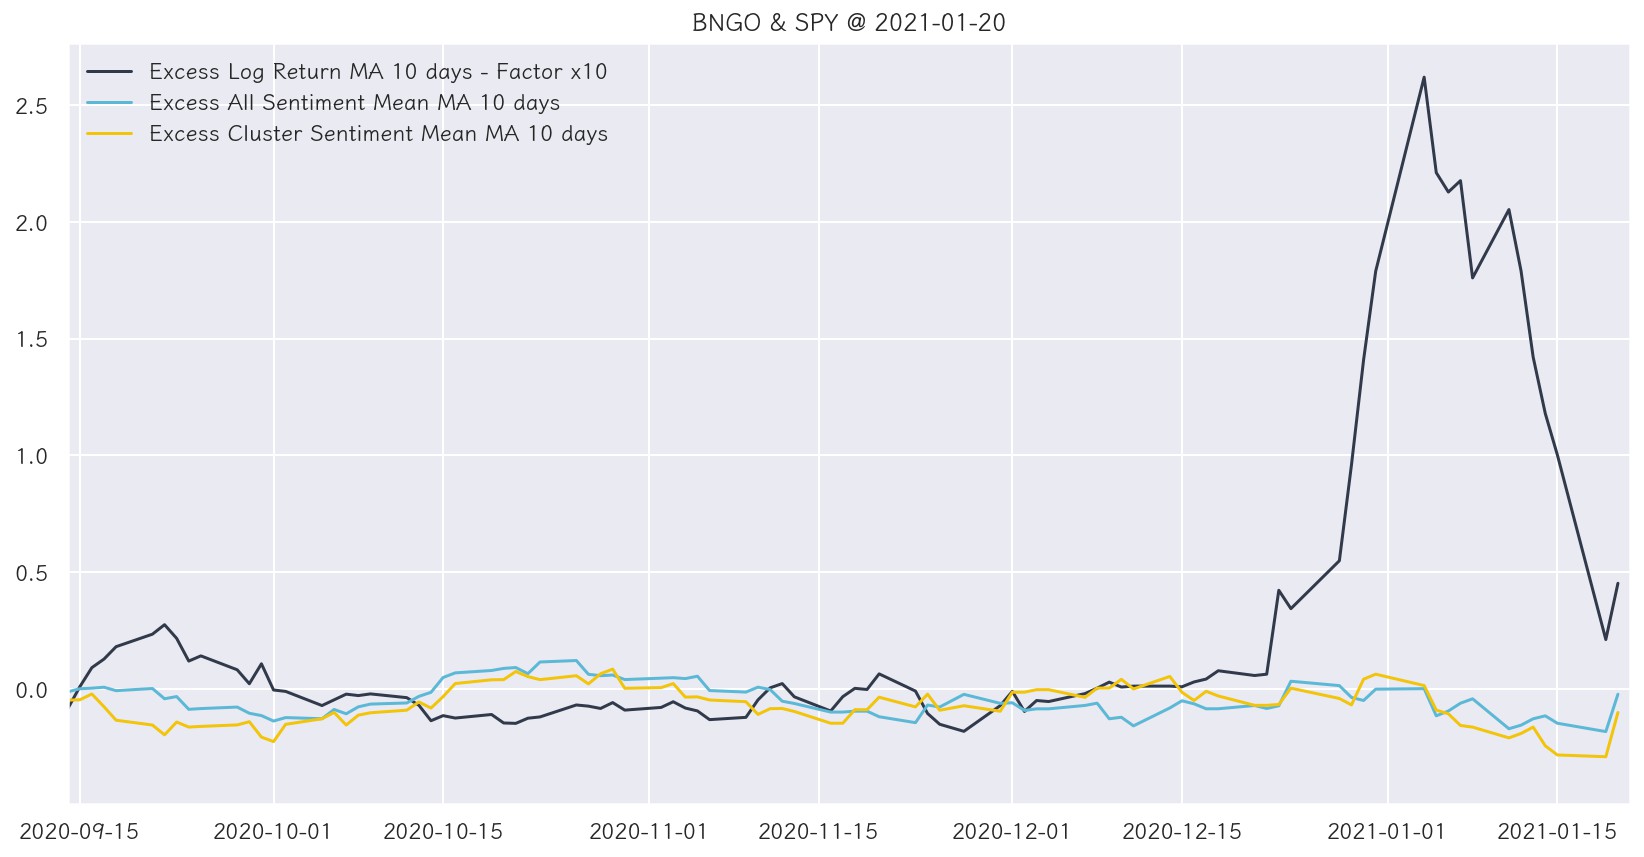 BNGO & SPY @ 2021-01-20
Excess Log Return MA 10 days - Factor x10
Excess All Sentiment Mean MA 10 days
Excess Cluster Sentiment Mean MA 10 days
2.5
2.0
1.5
1.0
0.5
0.0
2020-09-15 2020-10-01 2020-10-15 2020-11-01 2020-11-15 2020-12-01 2020-12-15 2021-01-01 2021-01-15